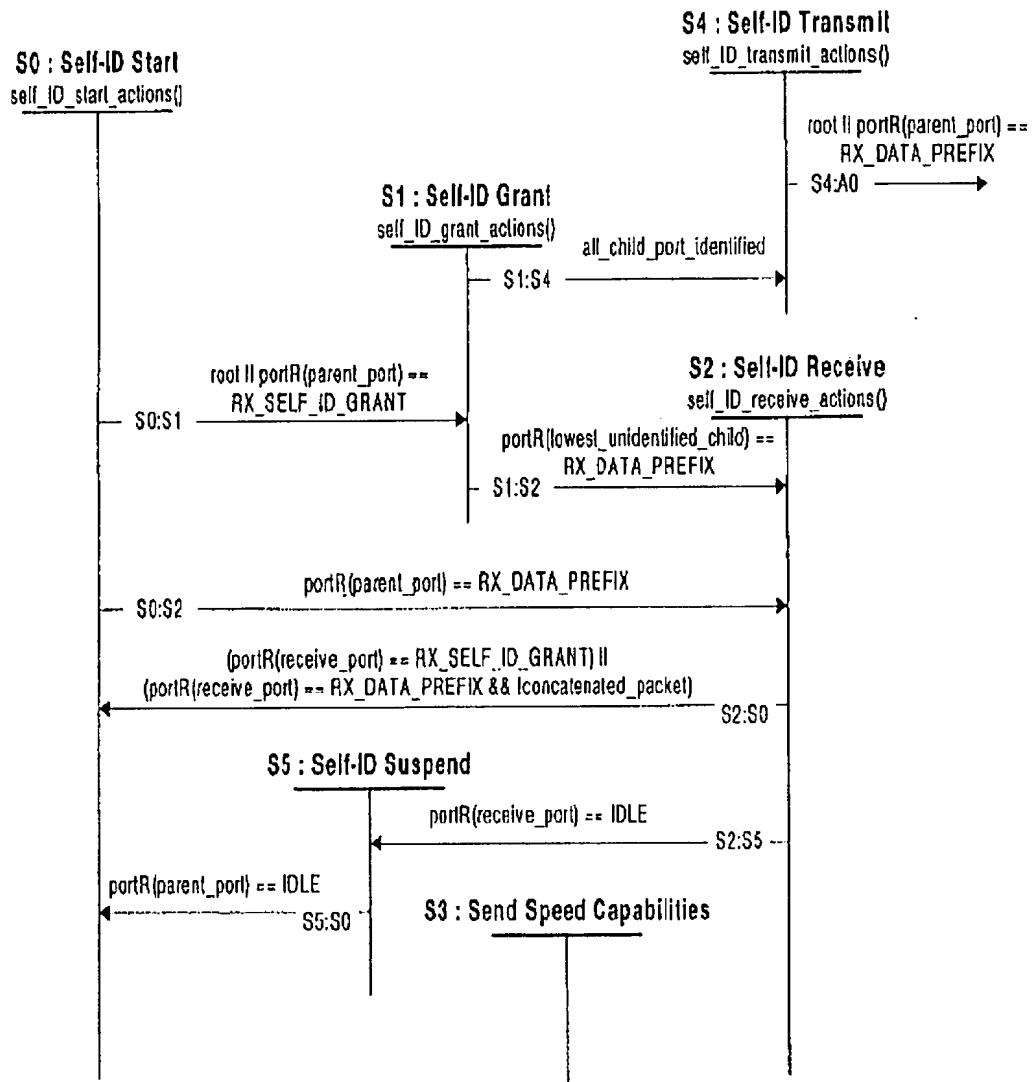 S4 : Self-ID Transmit
self_ID_transmit_actions()
S0 : Self-ID Start
self_ID_start_actions()
root || portR(parent_port) ==
RX_DATA_PREFIX
S4:A0
S1 : Self-ID Grant
self_ID_grant_actions()
all_child_port_identified
S1:S4
root || portR(parent_port) ==
RX_SELF_ID_GRANT
S0:S1
S2 : Self-ID Receive
self_ID_receive_actions()
portR(lowest_unidentified_child) ==
RX_DATA_PREFIX
S1:S2
portR(parent_port) == RX_DATA_PREFIX
S0:S2
(portR(receive_port) == RX_SELF_ID_GRANT) ||
(portR(receive_port) == RX_DATA_PREFIX && !concatenated_packet)
S2:S0
S5 : Self-ID Suspend
portR(receive_port) == IDLE
S2:S5
portR(parent_port) == IDLE
S5:S0
S3 : Send Speed Capabilities